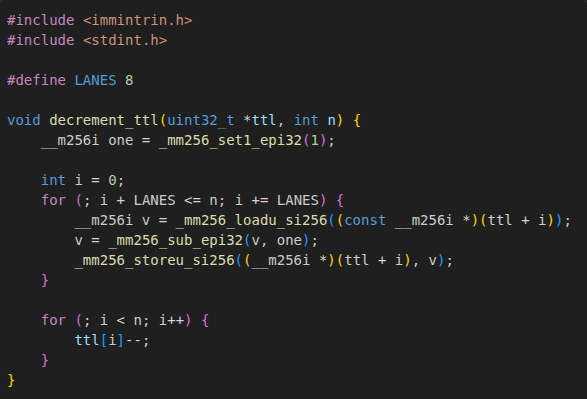 #include <immintrin.h>
#include <stdint.h>

#define LANES 8

void decrement_ttl(uint32_t *ttl, int n) {
    __m256i one = _mm256_set1_epi32(1);

    int i = 0;
    for (; i + LANES <= n; i += LANES) {
        __m256i v = _mm256_loadu_si256((const __m256i *)(ttl + i));
        v = _mm256_sub_epi32(v, one);
        _mm256_storeu_si256((__m256i *)(ttl + i), v);
    }

    for (; i < n; i++) {
        ttl[i]--;
    }
}